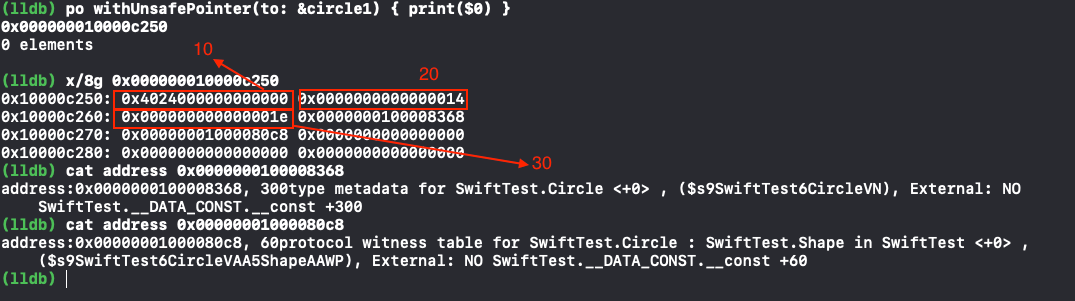 (lldb) po withUnsafePointer(to: &circle1) { print($0) }
0x000000010000c250
0 elements
10
20
(lldb) x/8g 0x000000010000c250
0x10000c250: 0x4024000000000000 0x0000000000000014
0x10000c260: 0x000000000000001e 0x0000000100008368
0x10000c270: 0x00000001000080c8 0x0000000000000000
0x10000c280: 0x0000000000000000 0x0000000000000000
30
(lldb) cat address 0x0000000100008368
address:0x0000000100008368, 300type metadata for SwiftTest.Circle <+0> , ($s9SwiftTest6CircleVN), External: NO
SwiftTest.__DATA_CONST.__const +300
(lldb) cat address 0x00000001000080c8
address:0x00000001000080c8, 60protocol witness table for SwiftTest.Circle : SwiftTest.Shape in SwiftTest <+0> ,
($s9SwiftTest6CircleVAA5ShapeAAWP), External: NO SwiftTest.__DATA_CONST.__const +60
(lldb)